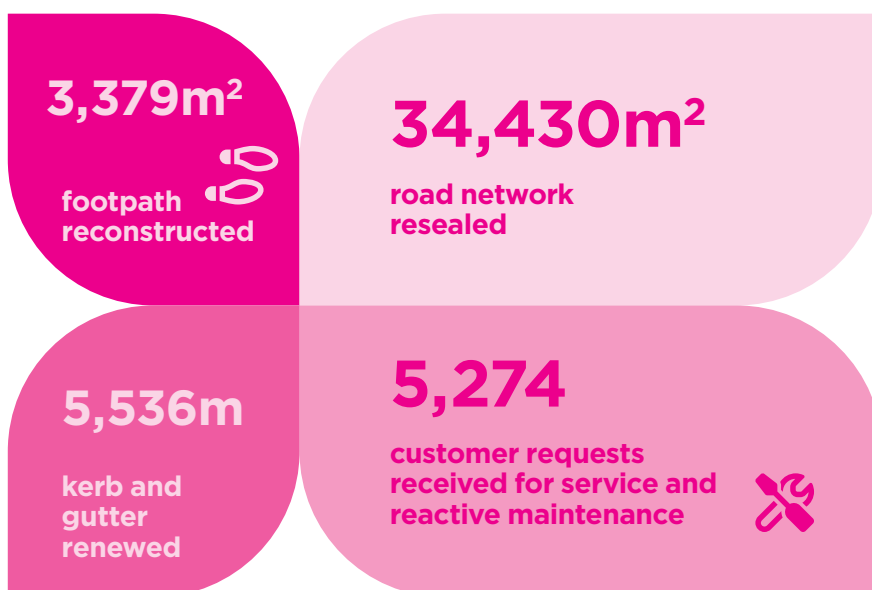 3,379m²
footpath
reconstructed
34,430m²
road network
resealed
5,536m
kerb and
gutter
renewed
5,274
customer requests
received for service and
reactive maintenance